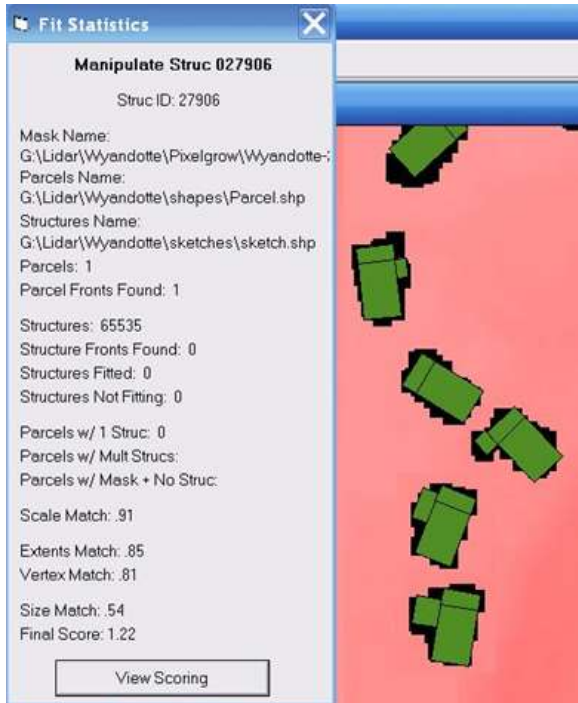 Fit Statistics
Manipulate Struc 027906
Struc ID: 27906
Mask Name:
G:\Lidar\Wyandotte\Pixelgrow\Wyandotte-
Parcels Name:
G:\Lidar\Wyandotte\shapes\Parcel.shp
Structures Name:
G:\Lidar\Wyandotte\sketches\sketch.shp
Parcels: 1
Parcel Fronts Found: 1
Structures: 65535
Structure Fronts Found: 0
Structures Fitted: 0
Structures Not Fitting: 0
Parcels w/ 1 Struc: 0
Parcels w/ Mult Strucs:
Parcels w/ Mask + No Struc:
Scale Match: .91
Extents Match: .85
Vertex Match: .81
Size Match: .54
Final Score: 1.22
View Scoring